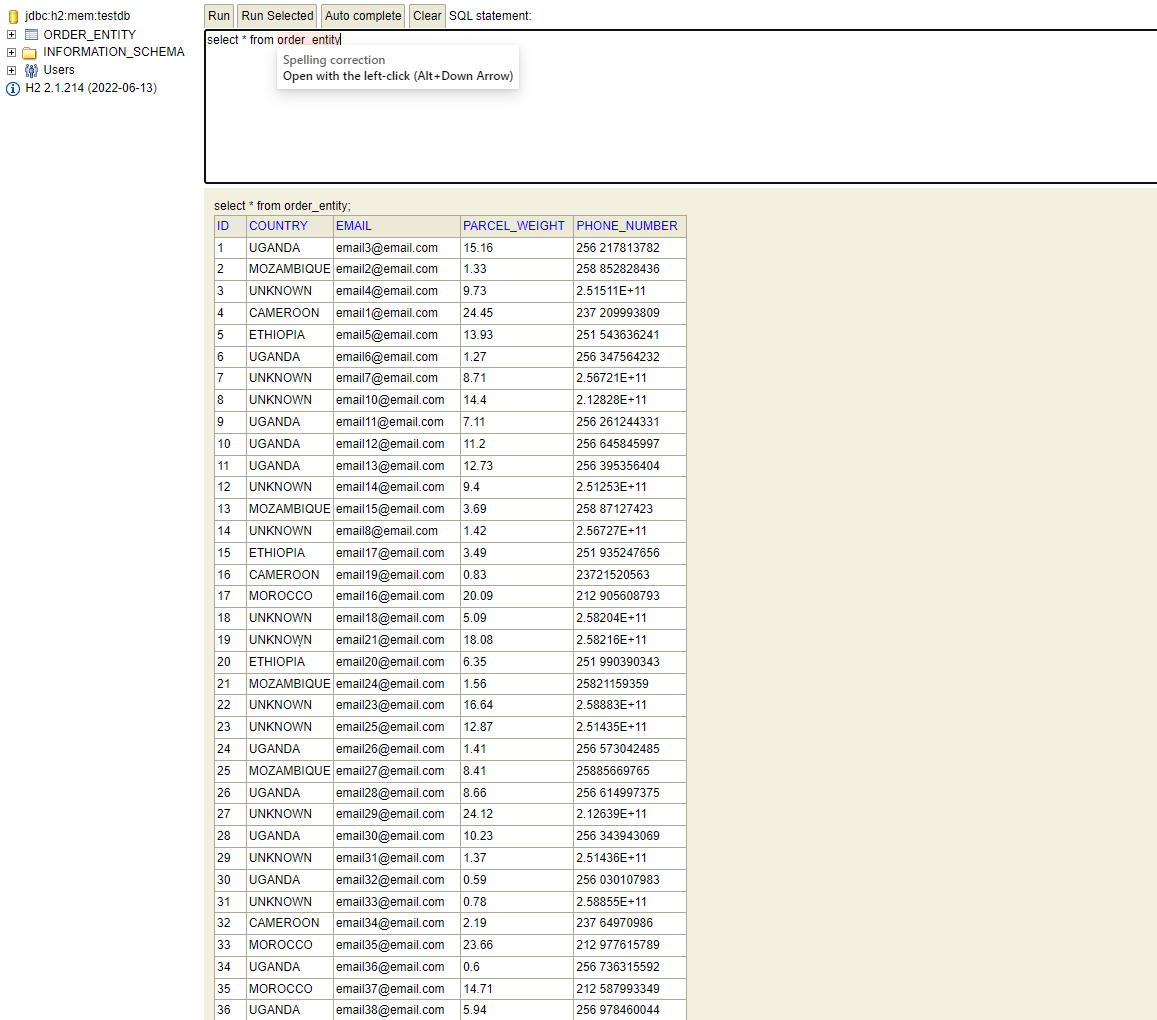 jdbc:h2:mem:testdb
ORDER_ENTITY
INFORMATION_SCHEMA
Users
H2 2.1.214 (2022-06-13)
Run Run Selected Auto complete Clear SQL statement:
select * from order_entity
Spelling correction
Open with the left-click (Alt+Down Arrow)
select * from order_entity;
ID COUNTRY EMAIL PARCEL_WEIGHT PHONE_NUMBER
1 UGANDA email3@email.com 15.16 256 217813782
2 MOZAMBIQUE email2@email.com 1.33 258 852828436
3 UNKNOWN email4@email.com 9.73 2.51511E+11
4 CAMEROON email1@email.com 24.45 237 209993809
5 ETHIOPIA email5@email.com 13.93 251 543636241
6 UGANDA email6@email.com 1.27 256 347564232
7 UNKNOWN email7@email.com 8.71 2.56721E+11
8 UNKNOWN email10@email.com 14.4 2.12828E+11
9 UGANDA email11@email.com 7.11 256 261244331
10 UGANDA email12@email.com 11.2 256 645845997
11 UGANDA email13@email.com 12.73 256 395356404
12 UNKNOWN email14@email.com 9.4 2.51253E+11
13 MOZAMBIQUE email15@email.com 3.69 258 87127423
14 UNKNOWN email8@email.com 1.42 2.56727E+11
15 ETHIOPIA email17@email.com 3.49 251 935247656
16 CAMEROON email19@email.com 0.83 23721520563
17 MOROCCO email16@email.com 20.09 212 905608793
18 UNKNOWN email18@email.com 5.09 2.58204E+11
19 UNKNOWN email21@email.com 18.08 2.58216E+11
20 ETHIOPIA email20@email.com 6.35 251 990390343
21 MOZAMBIQUE email24@email.com 1.56 25821159359
22 UNKNOWN email23@email.com 16.64 2.58883E+11
23 UNKNOWN email25@email.com 12.87 2.51435E+11
24 UGANDA email26@email.com 1.41 256 573042485
25 MOZAMBIQUE email27@email.com 8.41 25885669765
26 UGANDA email28@email.com 8.66 256 614997375
27 UNKNOWN email29@email.com 24.12 2.12639E+11
28 UGANDA email30@email.com 10.23 256 343943069
29 UNKNOWN email31@email.com 1.37 2.51436E+11
30 UGANDA email32@email.com 0.59 256 030107983
31 UNKNOWN email33@email.com 0.78 2.58855E+11
32 CAMEROON email34@email.com 2.19 237 64970986
33 MOROCCO email35@email.com 23.66 212 977615789
34 UGANDA email36@email.com 0.6 256 736315592
35 MOROCCO email37@email.com 14.71 212 587993349
36 UGANDA email38@email.com 5.94 256 978460044